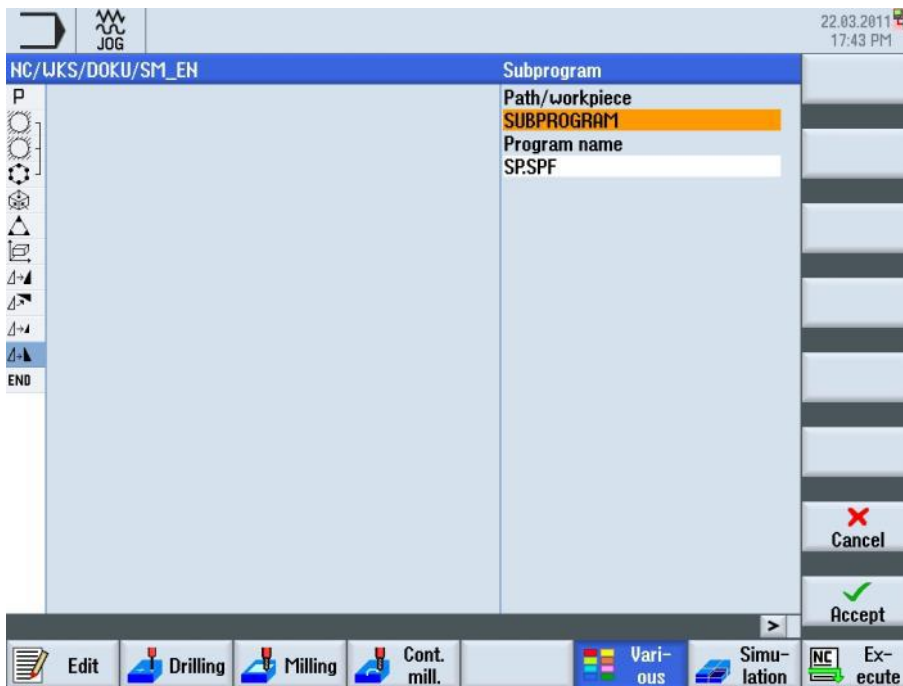 JOG
22.03.2011
17:43 PM
NC/WKS/DOKU/SM_EN
Subprogram
P
Path/workpiece
SUBPROGRAM
Program name
SP.SPF
END
Cancel
Accept
>
Edit
Drilling
Milling
Cont.
mill.
Vari-
ous
Simu-
lation
NC
Ex-
ecute